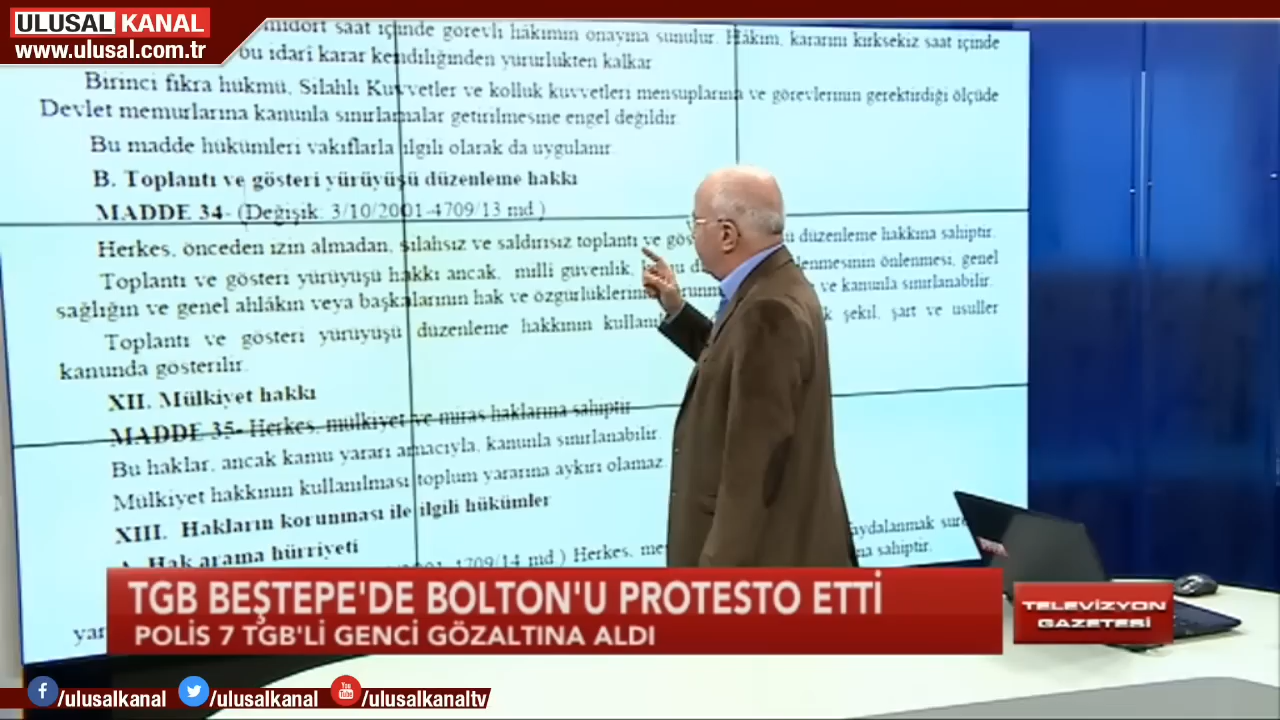 ULUSAL KANAL
www.ulusal.com.tr
saat içinde görevli hâkimin onayına sunulur. Hâkim, kararını kırksekiz saat içinde
bu idari karar kendiliğinden yürürlükten kalkar
Birinci fıkra hükmü, Silahlı Kuvvetler ve kolluk kuvvetleri mensuplarına ve görevlerinin gerektirdiği ölçüde
Devlet memurlarına kanunla sınırlamalar getirilmesine engel değildir.
Bu madde hükümleri vakıflarla ilgili olarak da uygulanır.
B. Toplantı ve gösteri yürüyüşü düzenleme hakkı
MADDE 34- (Değişik: 3/10/2001-4709/13 md.)
Herkes, önceden izin almadan, silahsız ve saldırısız toplantı ve düzenleme hakkına sahiptir.
Toplantı ve gösteri yürüyüşü hakkı ancak, milli güvenlik, önlenmesi, genel
sağlığın ve genel ahlâkın veya başkalarının hak ve özgürlüklerinin ve kanunla sınırlanabilir.
Toplantı ve gösteri yürüyüşü düzenleme hakkının şekil, şart ve usuller
kanunda gösterilir.
XII. Mülkiyet hakkı
MADDE 35- Herkes, mülkiyet ve miras haklarına sahiptir.
Bu haklar, ancak kamu yararı amacıyla, kanunla sınırlanabilir.
Mülkiyet hakkının kullanılması toplum yararına aykırı olamaz.
XIII. Hakların korunması ile ilgili hükümler
A. Hak arama hürriyeti
4709/14 md.) Herkes, faydalanmak
sahiptir.
TGB BEŞTEPE'DE BOLTON'U PROTESTO ETTİ
POLİS 7 TGB'Lİ GENCİ GÖZALTINA ALDI
TELEVİZYON
GAZETESİ
/ulusalkanal /ulusalkanal You Tube /ulusalkanaltv